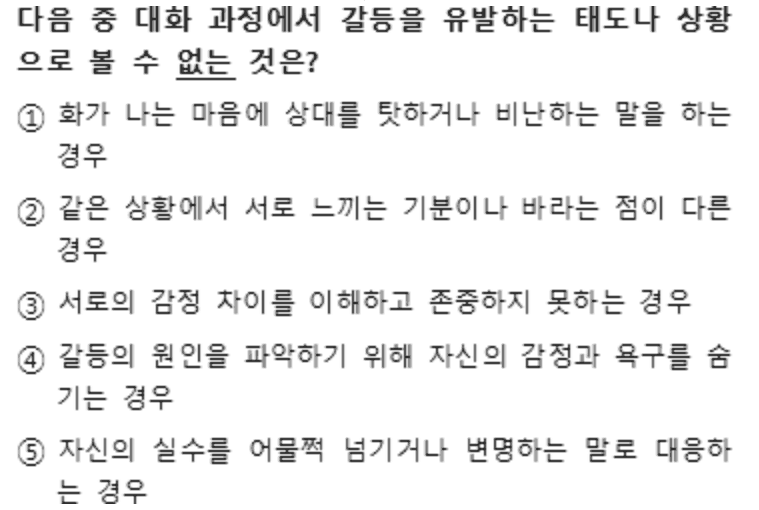 다음 중 대화 과정에서 갈등을 유발하는 태도나 상황
으로 볼 수 없는 것은?
① 화가 나는 마음에 상대를 탓하거나 비난하는 말을 하는
경우
② 같은 상황에서 서로 느끼는 기분이나 바라는 점이 다른
경우
③ 서로의 감정 차이를 이해하고 존중하지 못하는 경우
④ 갈등의 원인을 파악하기 위해 자신의 감정과 욕구를 숨
기는 경우
⑤ 자신의 실수를 어물쩍 넘기거나 변명하는 말로 대응하
는 경우